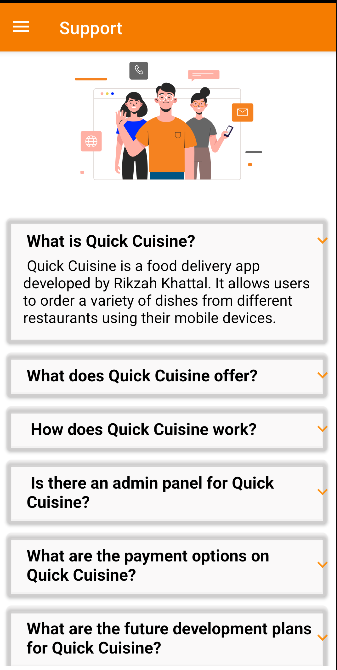 Support
What is Quick Cuisine?
Quick Cuisine is a food delivery app
developed by Rikzah Khattal. It allows users
to order a variety of dishes from different
restaurants using their mobile devices.
What does Quick Cuisine offer?
How does Quick Cuisine work?
Is there an admin panel for Quick
Cuisine?
What are the payment options on
Quick Cuisine?
What are the future development plans
for Quick Cuisine?